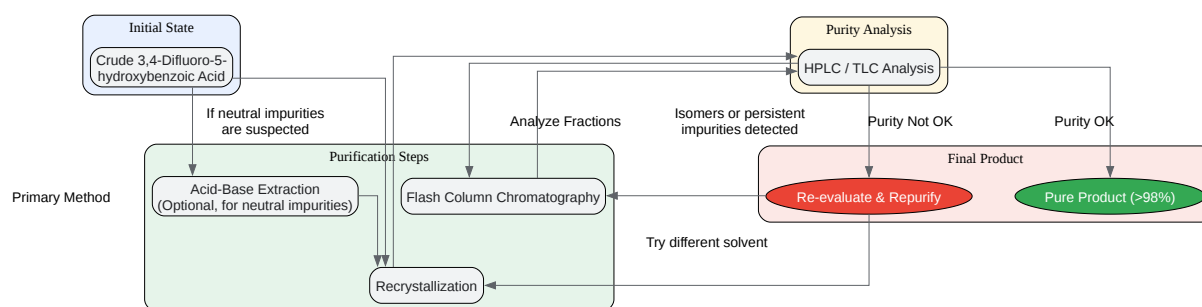 Initial State
Crude 3,4-Difluoro-5-
hydroxybenzoic Acid
Purity Analysis
HPLC / TLC Analysis
If neutral impurities
are suspected
Analyze Fractions
Isomers or persistent
impurities detected
Purity Not OK
Purity OK
Purification Steps
Final Product
Primary Method
Acid-Base Extraction
(Optional, for neutral impurities)
Flash Column Chromatography
Re-evaluate & Repurify
Pure Product (>98%)
Try different solvent
Recrystallization